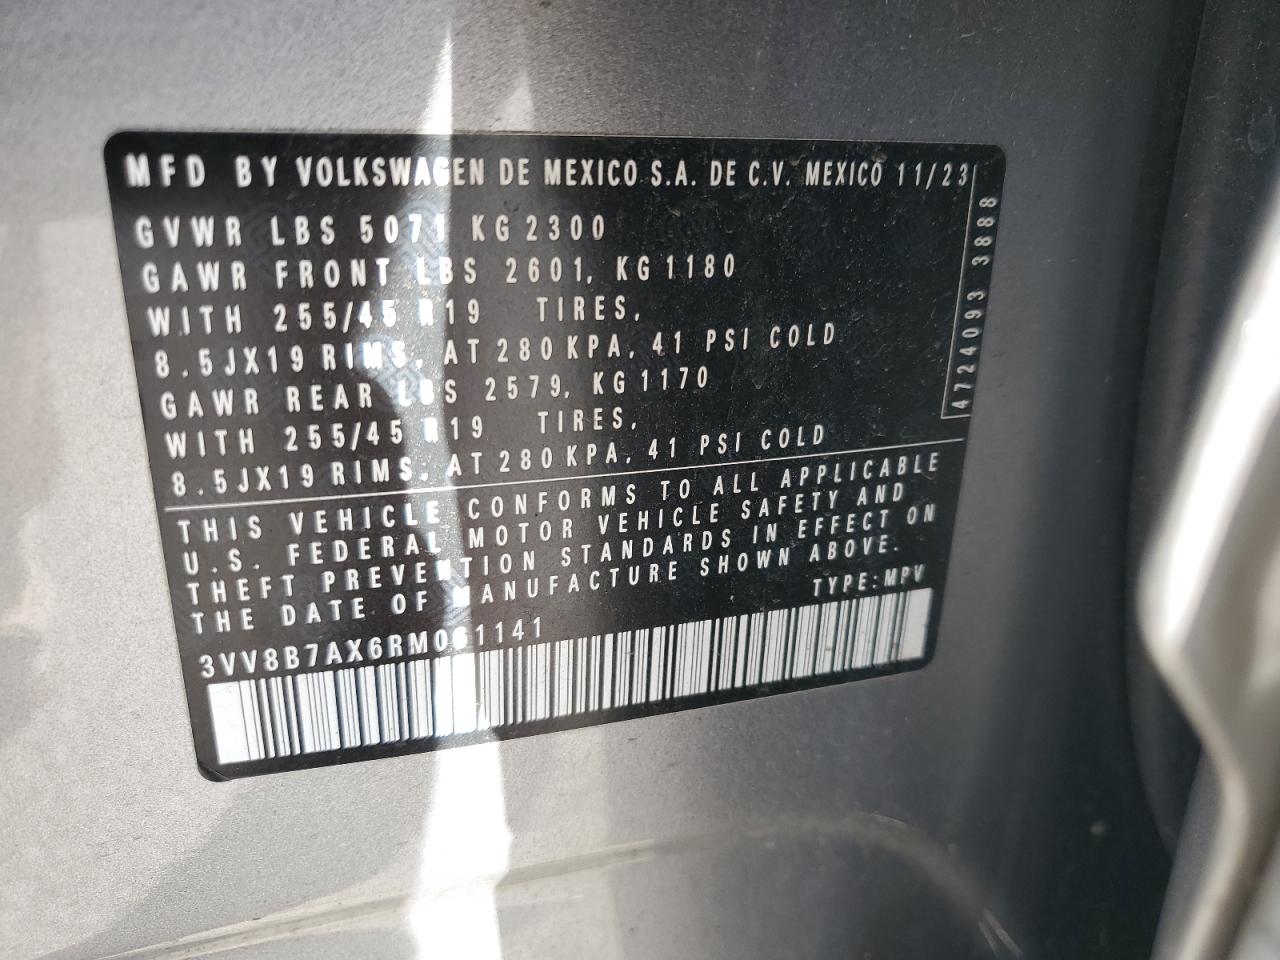 MFD BY VOLKSWAGEN DE MEXICO S.A. DE C.V. MEXICO 11/23
GVWR LBS 5071 KG 2300
GAWR FRONT LBS 2601, KG 1180
WITH 255/45 R19 TIRES,
8.5JX19 RIMS, AT 280 KPA, 41 PSI COLD
GAWR REAR LBS 2579, KG 1170
WITH 255/45 R19 TIRES,
8.5JX19 RIMS, AT 280 KPA, 41 PSI COLD
4724093 3888
THIS VEHICLE CONFORMS TO ALL APPLICABLE
U.S. FEDERAL MOTOR VEHICLE SAFETY AND
THEFT PREVENTION STANDARDS IN EFFECT ON
THE DATE OF MANUFACTURE SHOWN ABOVE.
TYPE: MPV
3VV8B7AX6RM061141